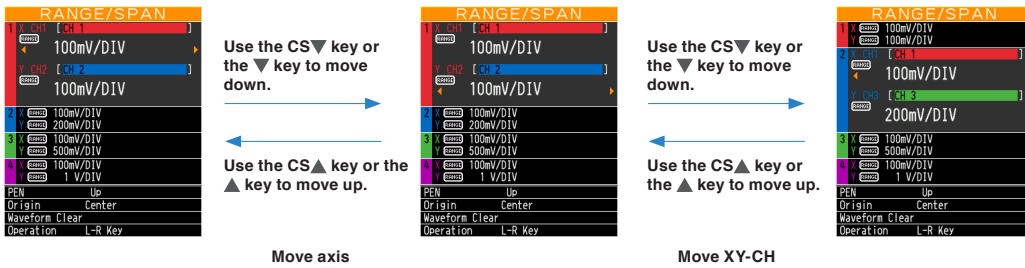 RANGE/SPAN
1 X CH1 [CH 1 ]
RANGE
100mV/DIV
Y CH2 [CH 2 ]
RANGE
100mV/DIV
2 X RANGE 100mV/DIV
Y RANGE 200mV/DIV
3 X RANGE 100mV/DIV
Y RANGE 500mV/DIV
4 X RANGE 100mV/DIV
Y RANGE 1 V/DIV
PEN Up
Origin Center
Waveform Clear
Operation L-R Key
Use the CS▼ key or
the ▼ key to move
down.
Use the CS▲ key or the
▲ key to move up.
Move axis
RANGE/SPAN
1 X CH1 [CH 1 ]
RANGE
100mV/DIV
Y CH2 [CH 2 ]
RANGE
100mV/DIV
2 X RANGE 100mV/DIV
Y RANGE 200mV/DIV
3 X RANGE 100mV/DIV
Y RANGE 500mV/DIV
4 X RANGE 100mV/DIV
Y RANGE 1 V/DIV
PEN Up
Origin Center
Waveform Clear
Operation L-R Key
Use the CS▼ key or
the ▼ key to move
down.
Use the CS▲ key or
the ▲ key to move up.
Move XY-CH
RANGE/SPAN
1 X RANGE 100mV/DIV
Y RANGE 100mV/DIV
2 X CH1 [CH 1 ]
RANGE
100mV/DIV
Y CH3 [CH 3 ]
RANGE
200mV/DIV
3 X RANGE 100mV/DIV
Y RANGE 500mV/DIV
4 X RANGE 100mV/DIV
Y RANGE 1 V/DIV
PEN Up
Origin Center
Waveform Clear
Operation L-R Key